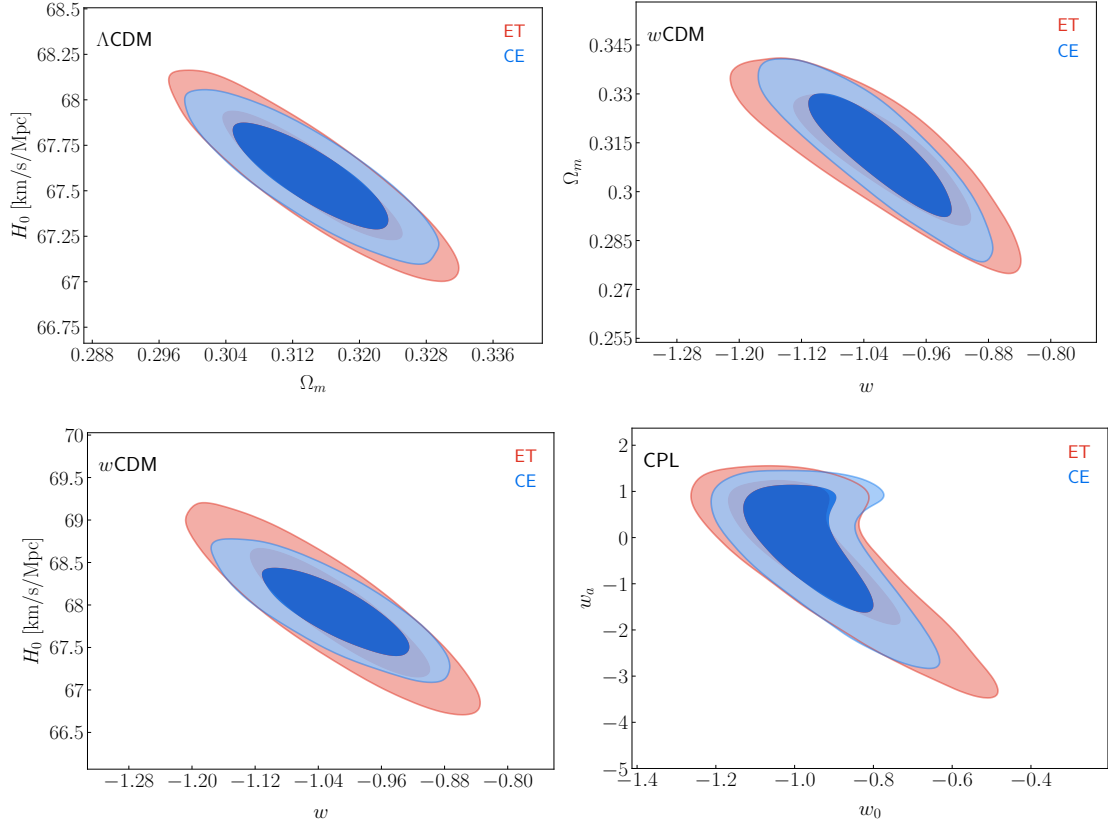 68.5
68.25
68
67.75
67.5
67.25
67
66.75
H₀ [km/s/Mpc]
ΛCDM
ET
CE
0.288 0.296 0.304 0.312 0.320 0.328 0.336
Ωₘ
0.345
0.33
0.315
0.3
0.285
0.27
0.255
Ωₘ
wCDM
ET
CE
−1.28 −1.20 −1.12 −1.04 −0.96 −0.88 −0.80
w
70
69.5
69
68.5
68
67.5
67
66.5
H₀ [km/s/Mpc]
wCDM
ET
CE
−1.28 −1.20 −1.12 −1.04 −0.96 −0.88 −0.80
w
2
1
0
−1
−2
−3
−4
−5
wₐ
CPL
ET
CE
−1.4 −1.2 −1.0 −0.8 −0.6 −0.4
w₀